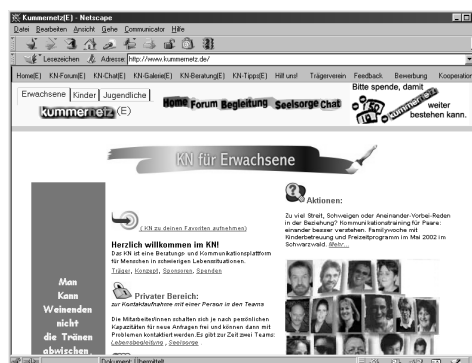 Kummernetz(E) - Netscape
Datei Bearbeiten Ansicht Gehe Communicator Hilfe
Lesezeichen Adresse: http://www.kummernetz.de/
Home(E) KN-Forum(E) KN-Chat(E) KN-Galerie(E) KN-Beratung(E) KN-Tipps(E) Hilf uns! Trägerverein Feedback Bewerbung Kooperation
Erwachsene Kinder Jugendliche
kummernetz (E)
Home Forum Begleitung Seelsorge Chat
Bitte spende, damit
kummernetz
weiter
bestehen kann.
KN für Erwachsene
( KN zu deinen Favoriten aufnehmen)
Herzlich willkommen im KN!
Das KN ist eine Beratungs- und Kommunikationsplattform
für Menschen in schwierigen Lebenssituationen.
Träger, Konzept, Sponsoren, Spenden
Privater Bereich:
zur Kontaktaufnahme mit einer Person in den Teams
Die MitarbeiterInnen schalten sich je nach persönlichen
Kapazitäten für neue Anfragen frei und können dann mit
Problemen kontaktiert werden.Es gibt zur Zeit zwei Teams:
Lebensbegleitung , Seelsorge
Aktionen:
Zu viel Streit, Schweigen oder Aneinander-Vorbei-Reden
in der Beziehung? Kommunikationstraining für Paare:
einander besser verstehen. Familywoche mit
Kinderbetreuung und Freizeitprogramm im Mai 2002 im
Schwarzwald. Mehr...
Man
Kann
Weinenden
nicht
die Tränen
abwischen,
Dokument: Übermittelt